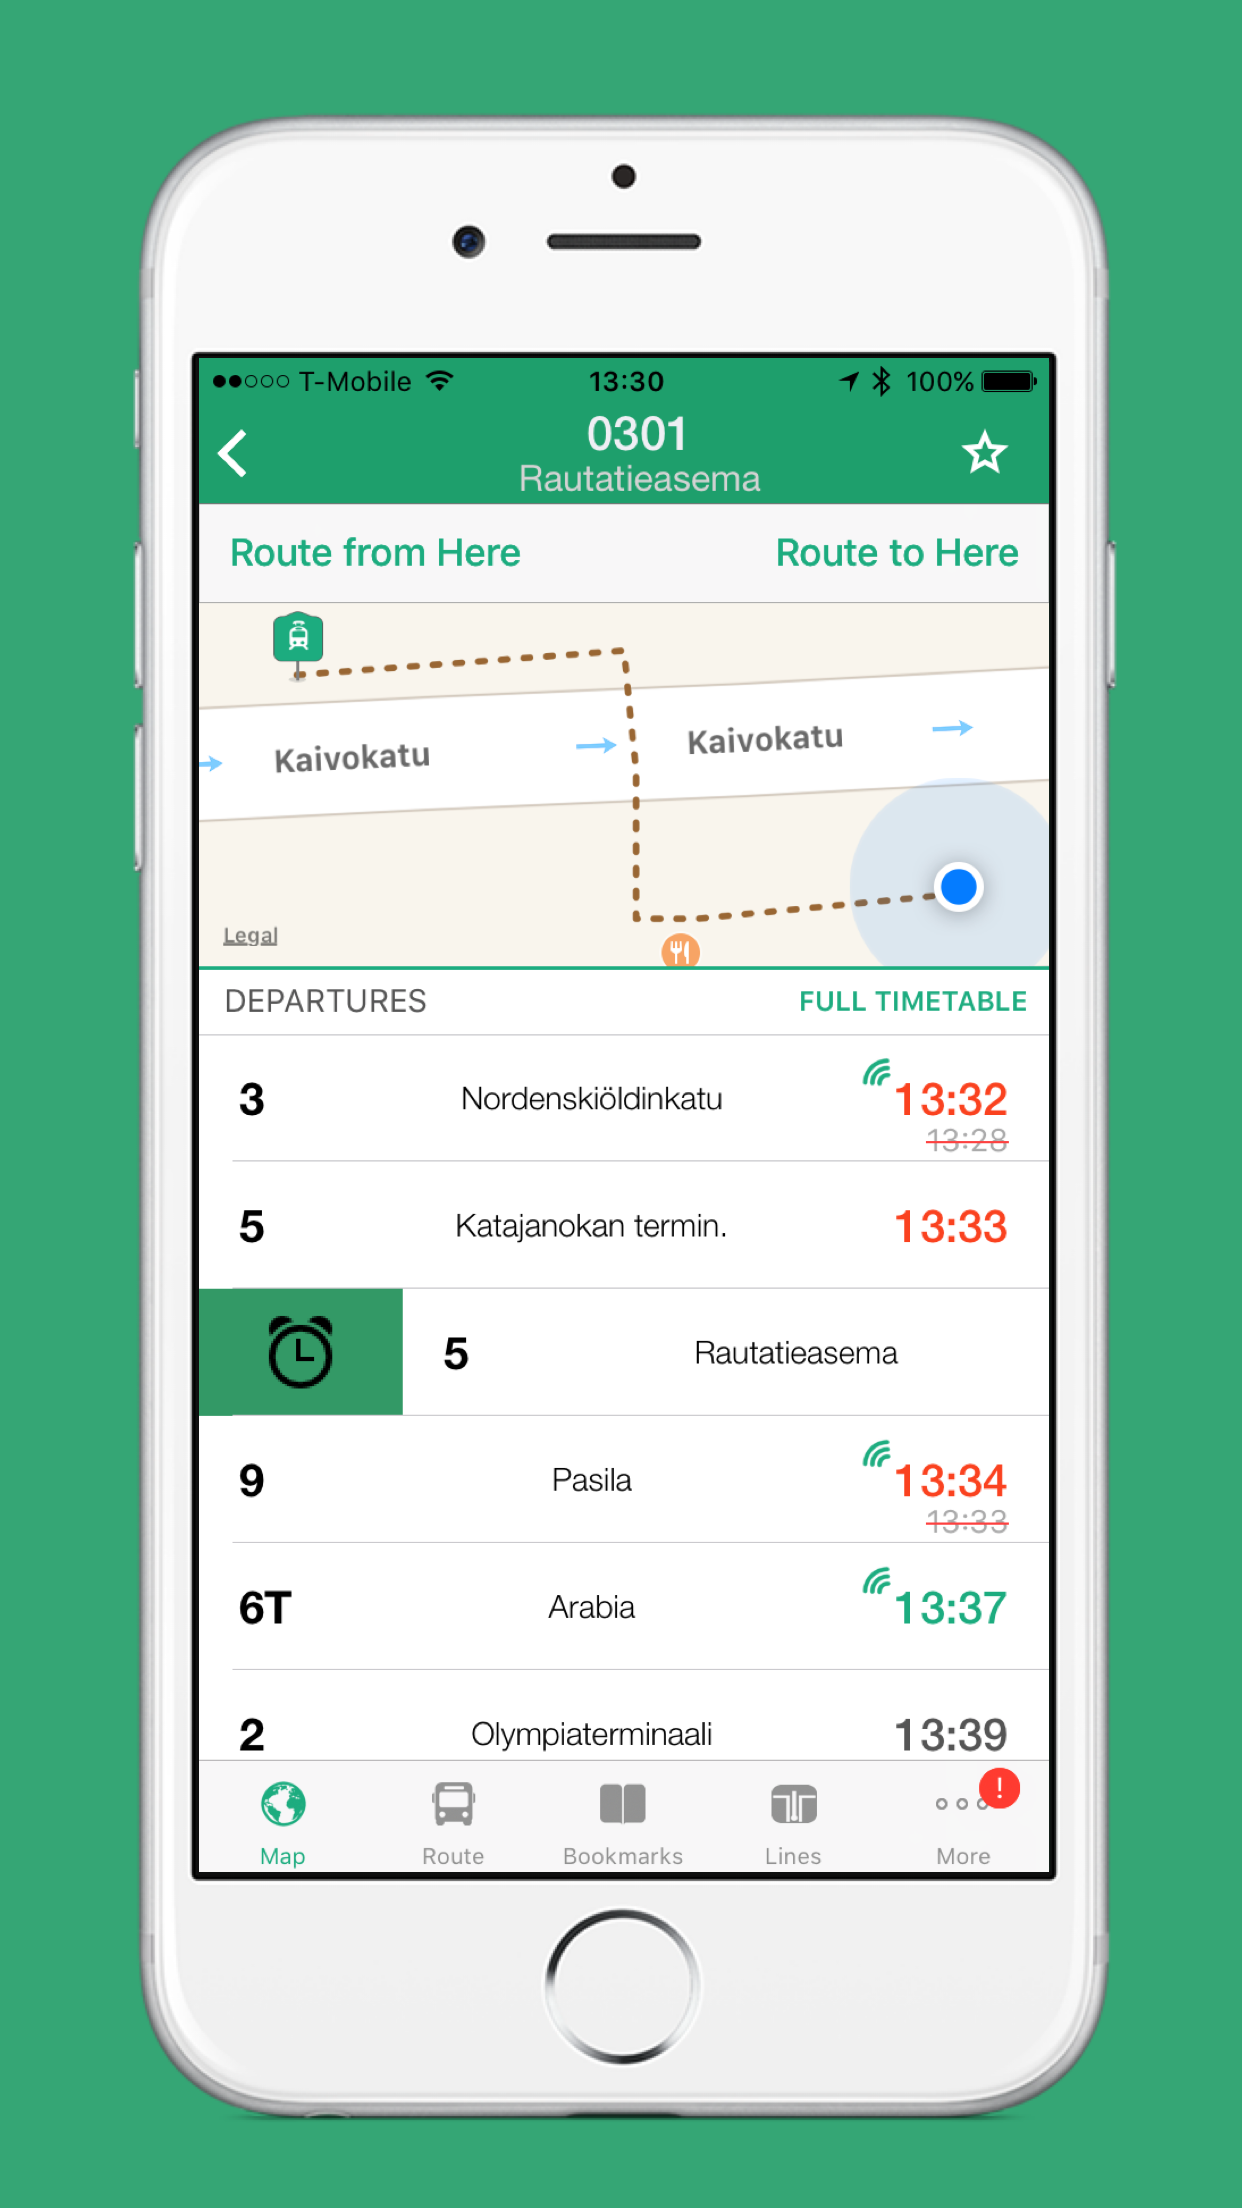 T-Mobile 13:30 100%
0301
Rautatieasema
Route from Here Route to Here
Kaivokatu Kaivokatu
Legal
DEPARTURES FULL TIMETABLE
3 Nordenskiöldinkatu 13:32
13:28
5 Katajanokan termin. 13:33
5 Rautatieasema
9 Pasila 13:34
13:33
6T Arabia 13:37
2 Olympiaterminaali 13:39
!
Map Route Bookmarks Lines More